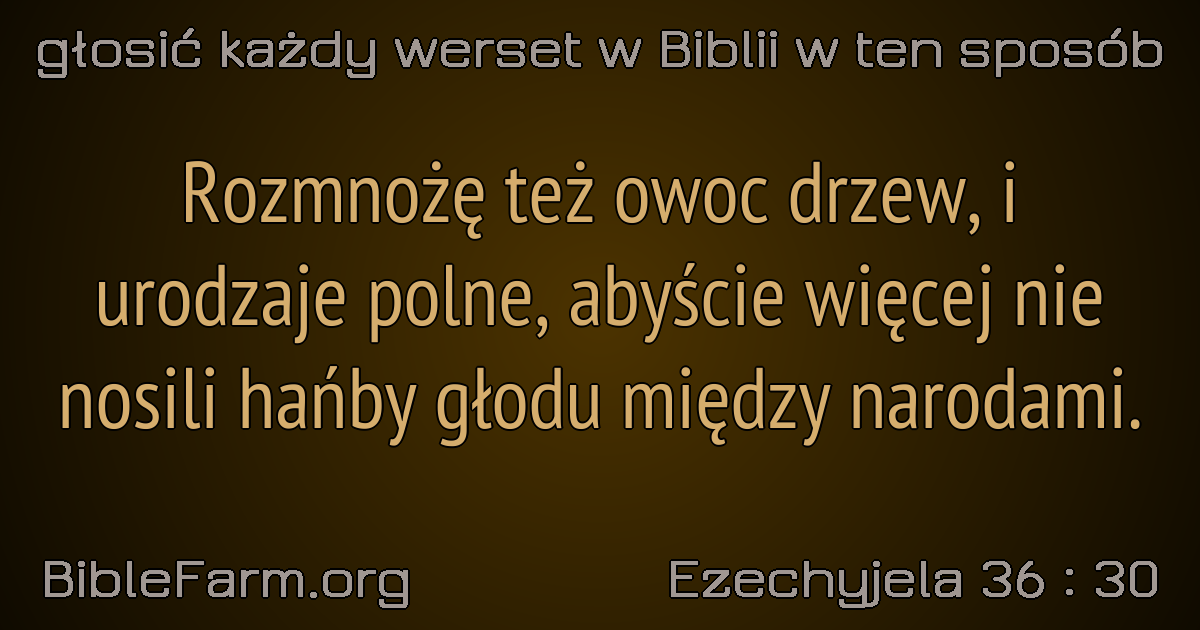 głosić każdy werset w Biblii w ten sposób
Rozmnożę też owoc drzew, i
urodzaje polne, abyście więcej nie
nosili hańby głodu między narodami.
BibleFarm.org
Ezechyjela 36 : 30